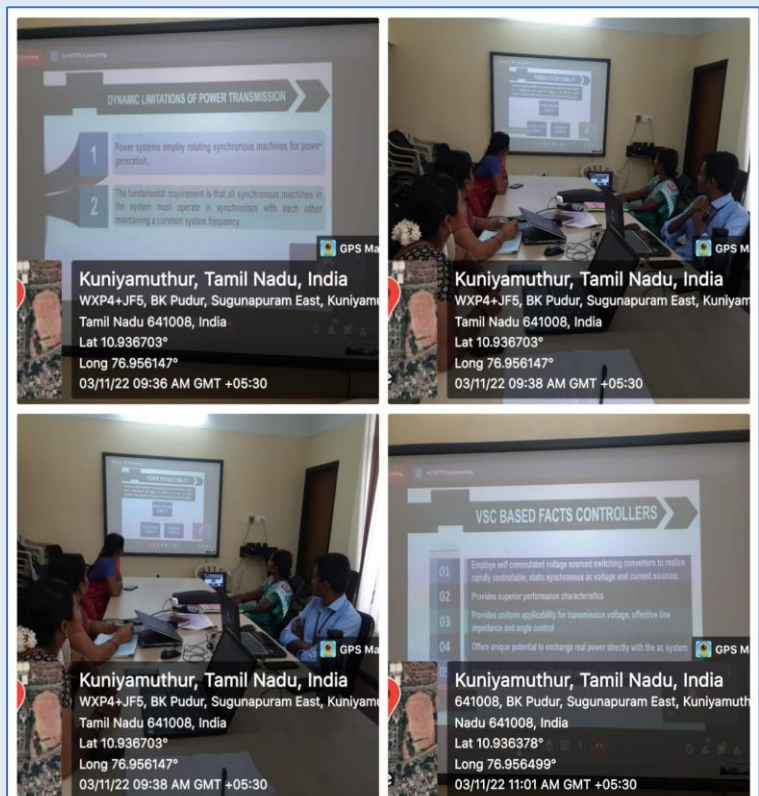 DYNAMIC LIMITATIONS OF POWER TRANSMISSION
1
Power systems employ rotating synchronous machines for power
generation.
2
The fundamental requirement is that all synchronous machines in
the system must operate in synchronism with each other
maintaining a common system frequency.
GPS Ma
Kuniyamuthur, Tamil Nadu, India
WXP4+JF5, BK Pudur, Sugunapuram East, Kuniyamu
Tamil Nadu 641008, India
Lat 10.936703°
Long 76.956147°
03/11/22 09:36 AM GMT +05:30
POWER SYSTEM STABILITY
GPS M
Kuniyamuthur, Tamil Nadu, India
WXP4+JF5, BK Pudur, Sugunapuram East, Kuniyam
Tamil Nadu 641008, India
Lat 10.936703°
Long 76.956147°
03/11/22 09:38 AM GMT +05:30
POWER SYSTEM STABILITY
GPS M
Kuniyamuthur, Tamil Nadu, India
WXP4+JF5, BK Pudur, Sugunapuram East, Kuniyamu
Tamil Nadu 641008, India
Lat 10.936703°
Long 76.956147°
03/11/22 09:38 AM GMT +05:30
is presenting
VSC BASED FACTS CONTROLLERS
01
Employs self commutated voltage sourced switching converters to realize
rapidly controllable, static synchronous ac voltage and current sources.
02
Provides superior performance characteristics
03
Provides uniform applicability for transmission voltage, effective line
impedance and angle control
04
Offers unique potential to exchange real power directly with the ac system
GPS M
Kuniyamuthur, Tamil Nadu, India
641008, BK Pudur, Sugunapuram East, Kuniyamuth
Nadu 641008, India
Lat 10.936378°
Long 76.956499°
03/11/22 11:01 AM GMT +05:30